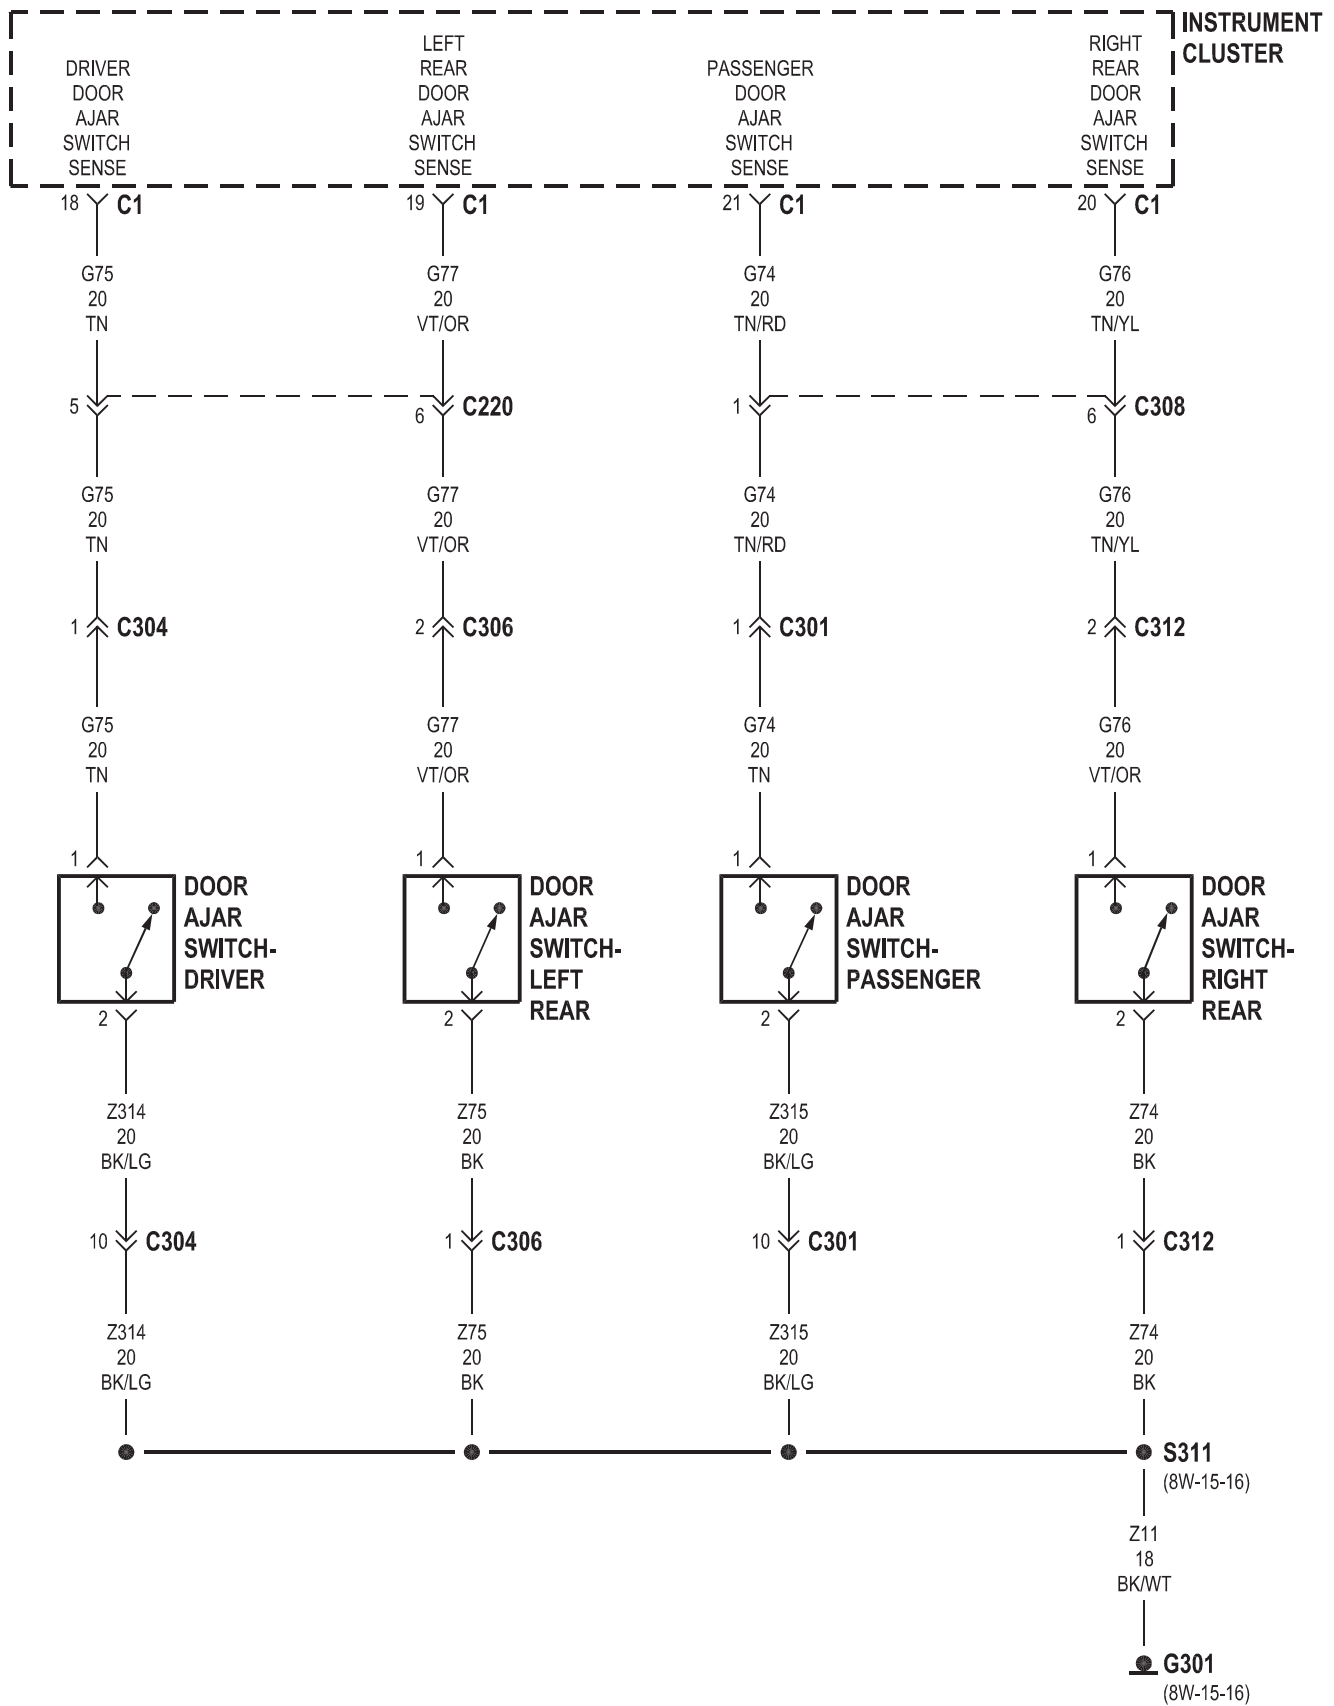 INSTRUMENT
CLUSTER
DRIVER
DOOR
AJAR
SWITCH
SENSE
LEFT
REAR
DOOR
AJAR
SWITCH
SENSE
PASSENGER
DOOR
AJAR
SWITCH
SENSE
RIGHT
REAR
DOOR
AJAR
SWITCH
SENSE
18 C1
19 C1
21 C1
20 C1
G75
20
TN
G77
20
VT/OR
G74
20
TN/RD
G76
20
TN/YL
5
6 C220
1
6 C308
G75
20
TN
G77
20
VT/OR
G74
20
TN/RD
G76
20
TN/YL
1 C304
2 C306
1 C301
2 C312
G75
20
TN
G77
20
VT/OR
G74
20
TN
G76
20
VT/OR
1
1
1
1
DOOR
AJAR
SWITCH-
DRIVER
DOOR
AJAR
SWITCH-
LEFT
REAR
DOOR
AJAR
SWITCH-
PASSENGER
DOOR
AJAR
SWITCH-
RIGHT
REAR
2
2
2
2
Z314
20
BK/LG
Z75
20
BK
Z315
20
BK/LG
Z74
20
BK
10 C304
1 C306
10 C301
1 C312
Z314
20
BK/LG
Z75
20
BK
Z315
20
BK/LG
Z74
20
BK
S311
(8W-15-16)
Z11
18
BK/WT
G301
(8W-15-16)